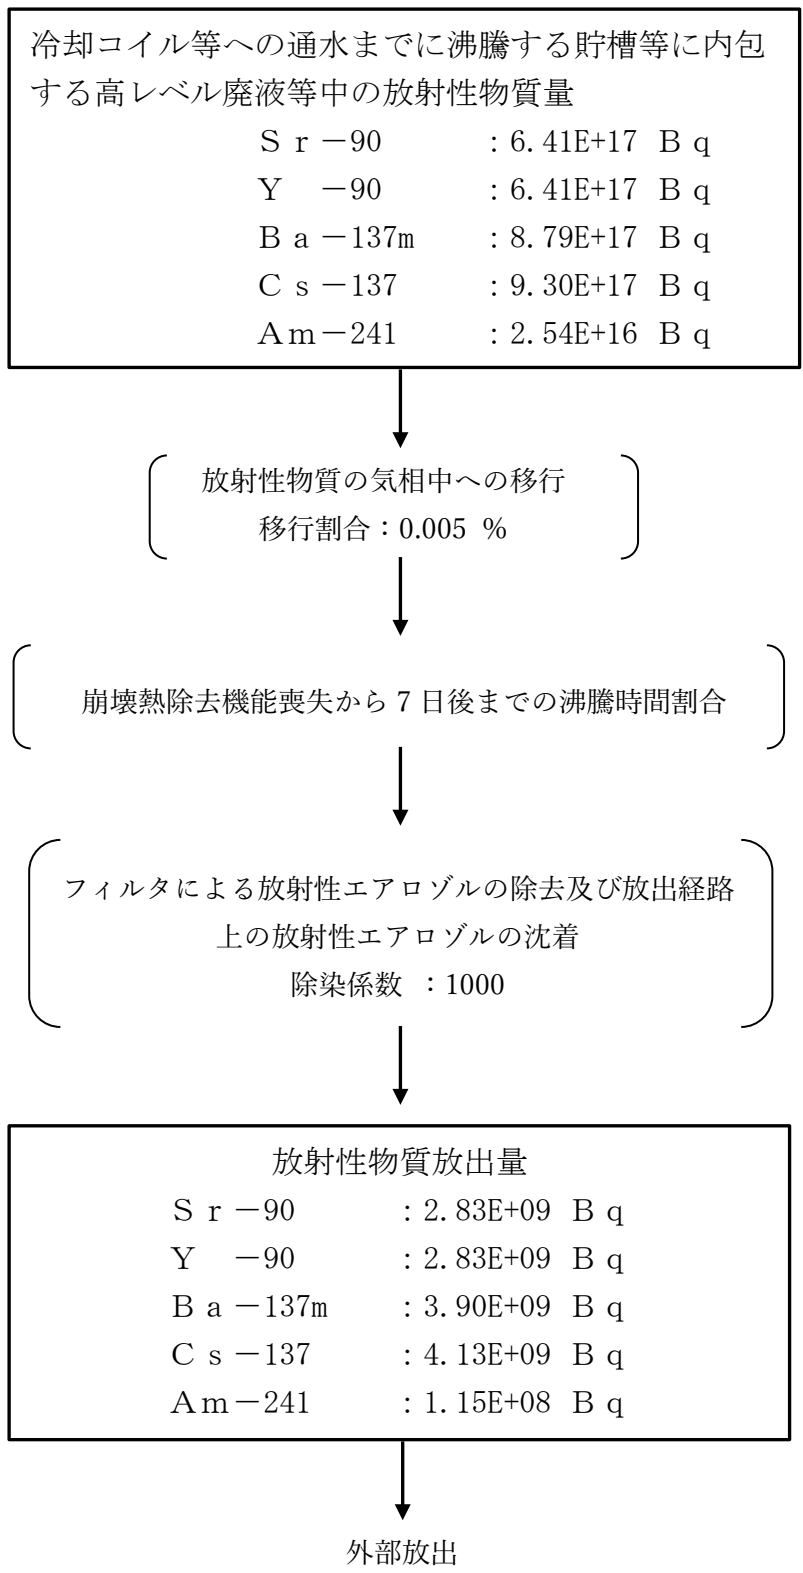 冷却コイル等への通水までに沸騰する貯槽等に内包
する高レベル廃液等中の放射性物質量
Ｓｒ－90 ：6.41E+17 Ｂｑ
Ｙ －90 ：6.41E+17 Ｂｑ
Ｂａ－137m ：8.79E+17 Ｂｑ
Ｃｓ－137 ：9.30E+17 Ｂｑ
Ａｍ－241 ：2.54E+16 Ｂｑ
放射性物質の気相中への移行
移行割合：0.005 %
崩壊熱除去機能喪失から 7 日後までの沸騰時間割合
フィルタによる放射性エアロゾルの除去及び放出経路
上の放射性エアロゾルの沈着
除染係数 ：1000
放射性物質放出量
Ｓｒ－90 ：2.83E+09 Ｂｑ
Ｙ －90 ：2.83E+09 Ｂｑ
Ｂａ－137m ：3.90E+09 Ｂｑ
Ｃｓ－137 ：4.13E+09 Ｂｑ
Ａｍ－241 ：1.15E+08 Ｂｑ
外部放出